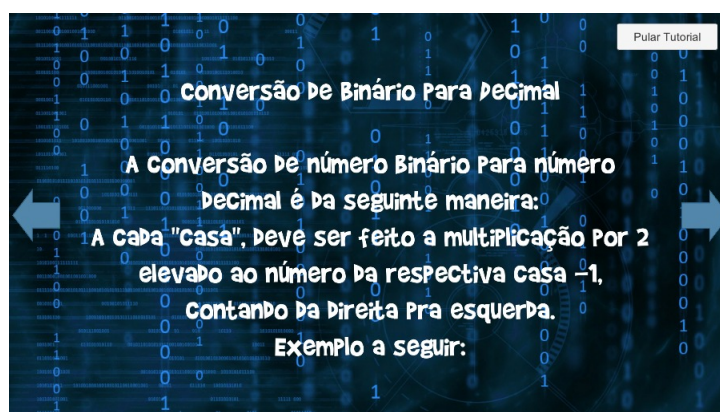 Pular Tutorial
Conversão de Binário para Decimal
A conversão de número Binário para número
Decimal é da seguinte maneira:
A cada "casa", deve ser feito a multiplicação por 2
elevado ao número da respectiva casa -1,
contando da direita pra esquerda.
Exemplo a seguir: